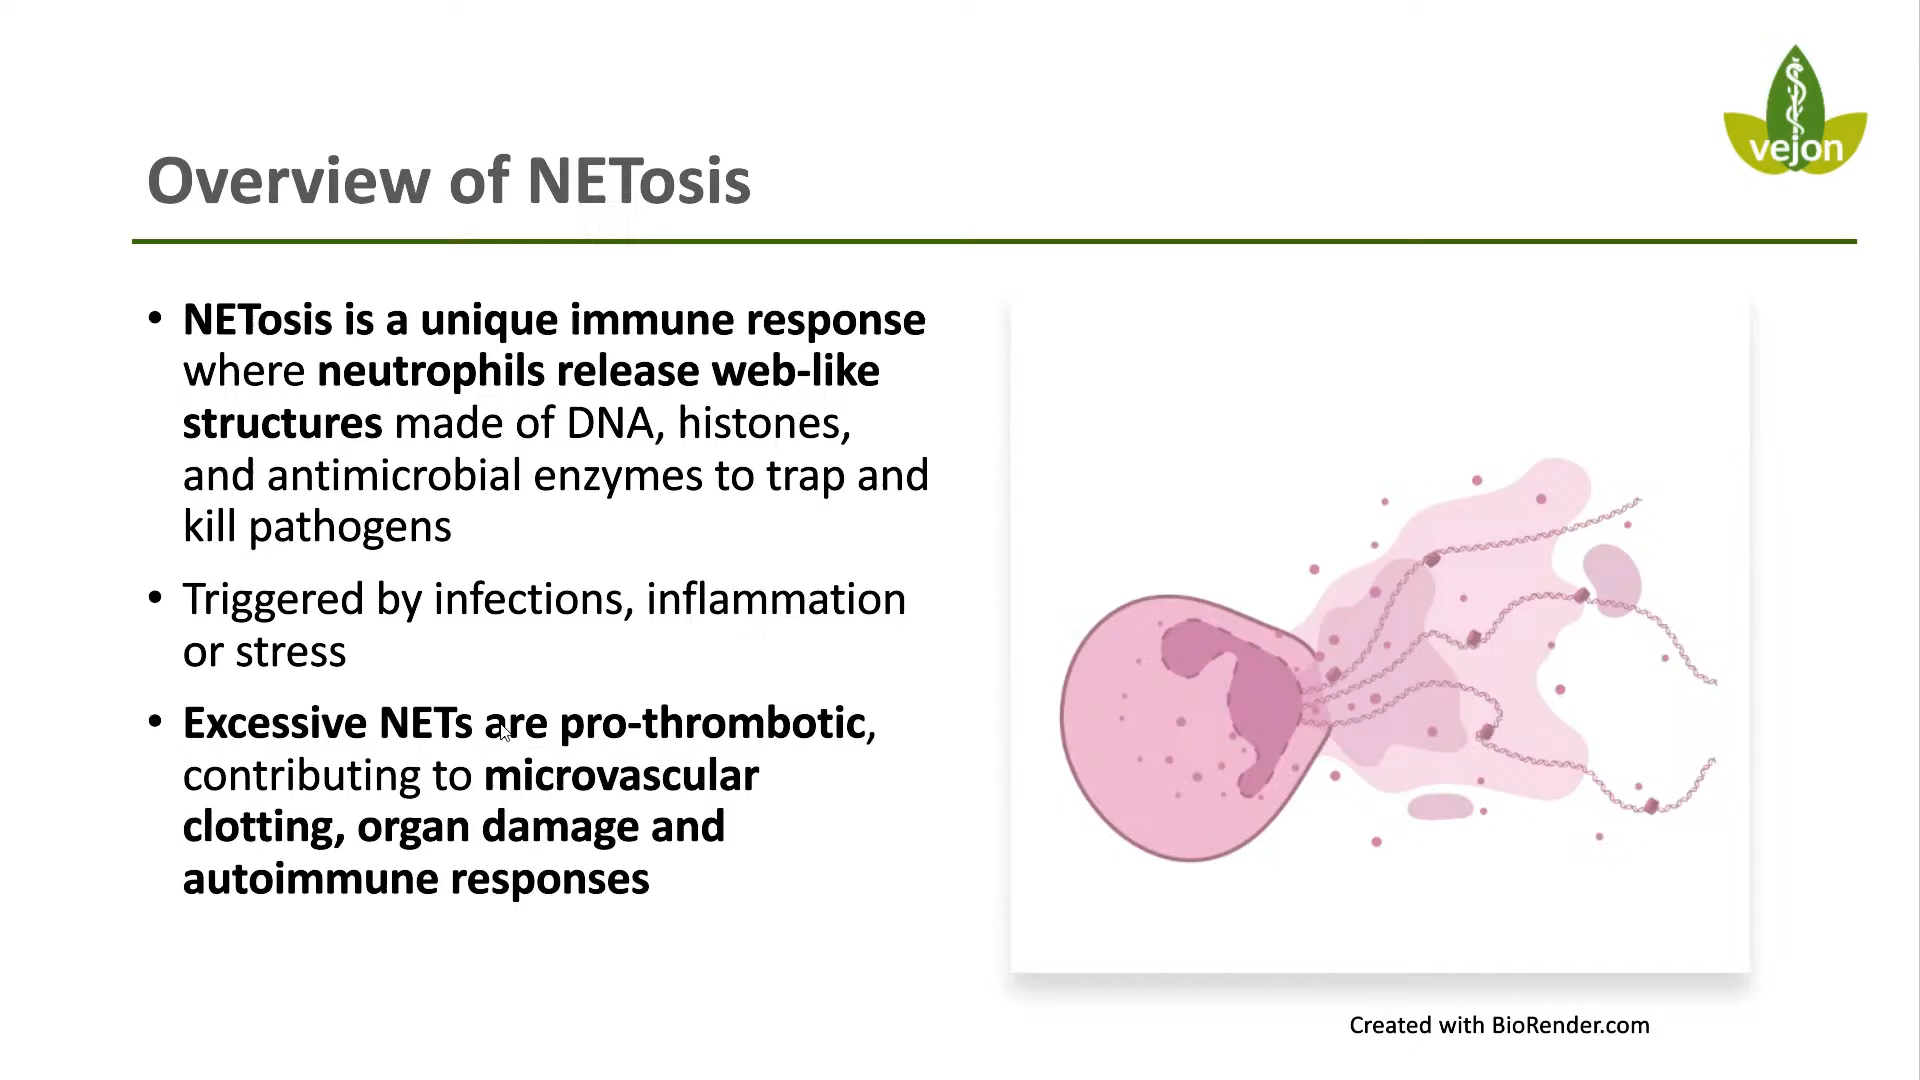 vejon
Overview of NETosis
• NETosis is a unique immune response
where neutrophils release web-like
structures made of DNA, histones,
and antimicrobial enzymes to trap and
kill pathogens
• Triggered by infections, inflammation
or stress
• Excessive NETs are pro-thrombotic,
contributing to microvascular
clotting, organ damage and
autoimmune responses
Created with BioRender.com